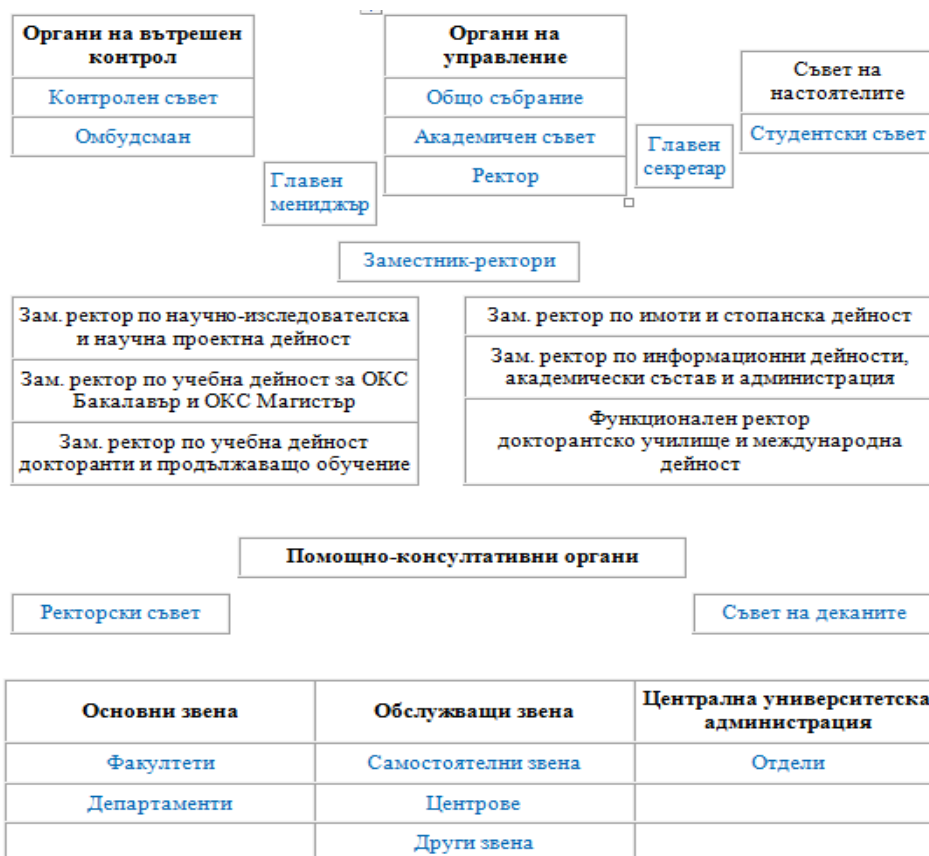 Органи на вътрешен
контрол
Контролен съвет
Омбудсман
Органи на
управление
Общо събрание
Академичен съвет
Ректор
Съвет на
настоятелите
Студентски съвет
Главен
секретар
Главен
мениджър
Заместник-ректори
Зам. ректор по научно-изследователска
и научна проектна дейност
Зам. ректор по учебна дейност за ОКС
Бакалавър и ОКС Магистър
Зам. ректор по учебна дейност
докторанти и продължаващо обучение
Зам. ректор по имоти и стопанска дейност
Зам. ректор по информационни дейности,
академически състав и администрация
Функционален ректор
докторантско училище и международна
дейност
Помощно-консултативни органи
Ректорски съвет
Съвет на деканите
Основни звена
Факултети
Департаменти
Обслужващи звена
Самостоятелни звена
Центрове
Други звена
Централна университетска
администрация
Отдели